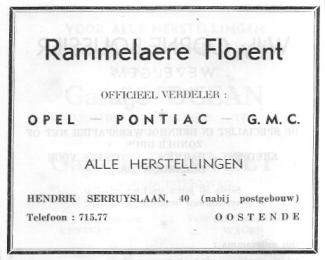 Rammelaere Florent
OFFICIEEL VERDELER :
OPEL — PONTIAC — G.M.C.
ALLE HERSTELLINGEN
HENDRIK SERRUYSLAAN, 40 (nabij postgebouw)
Telefoon : 715.77 OOSTENDE